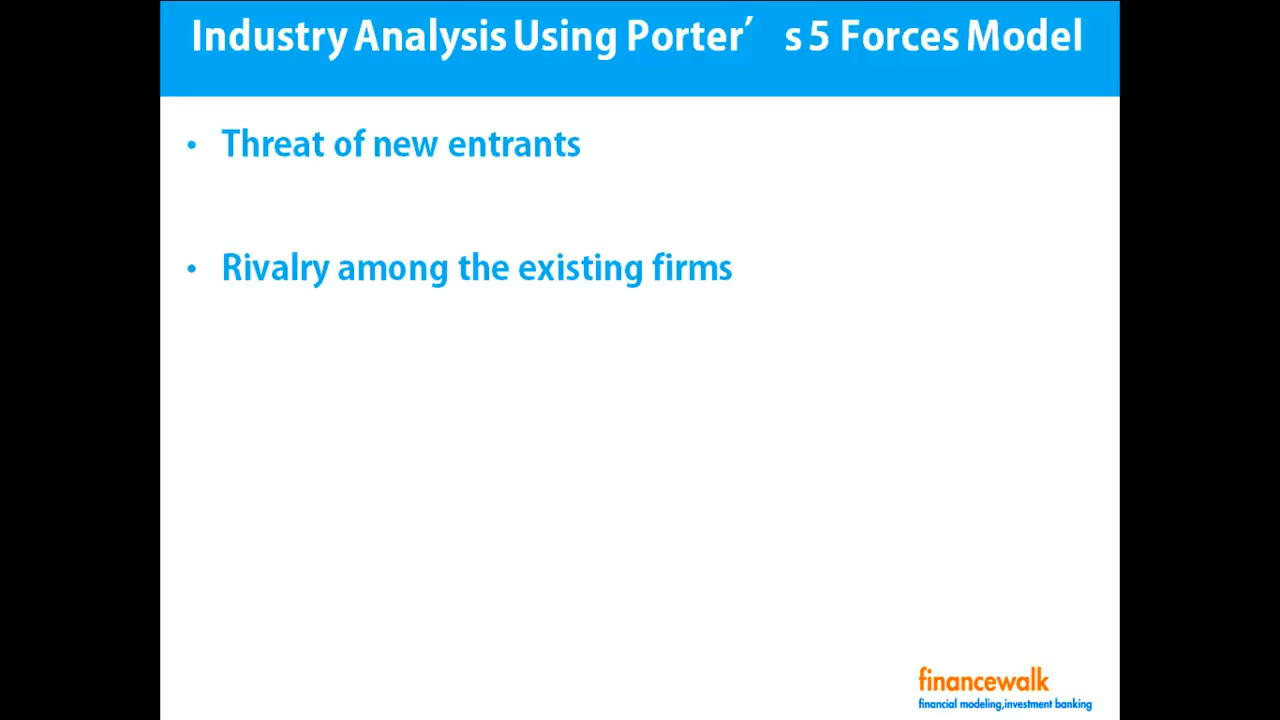 Industry Analysis Using Porter’ s 5 Forces Model
• Threat of new entrants
• Rivalry among the existing firms
financewalk
financial modeling,investment banking